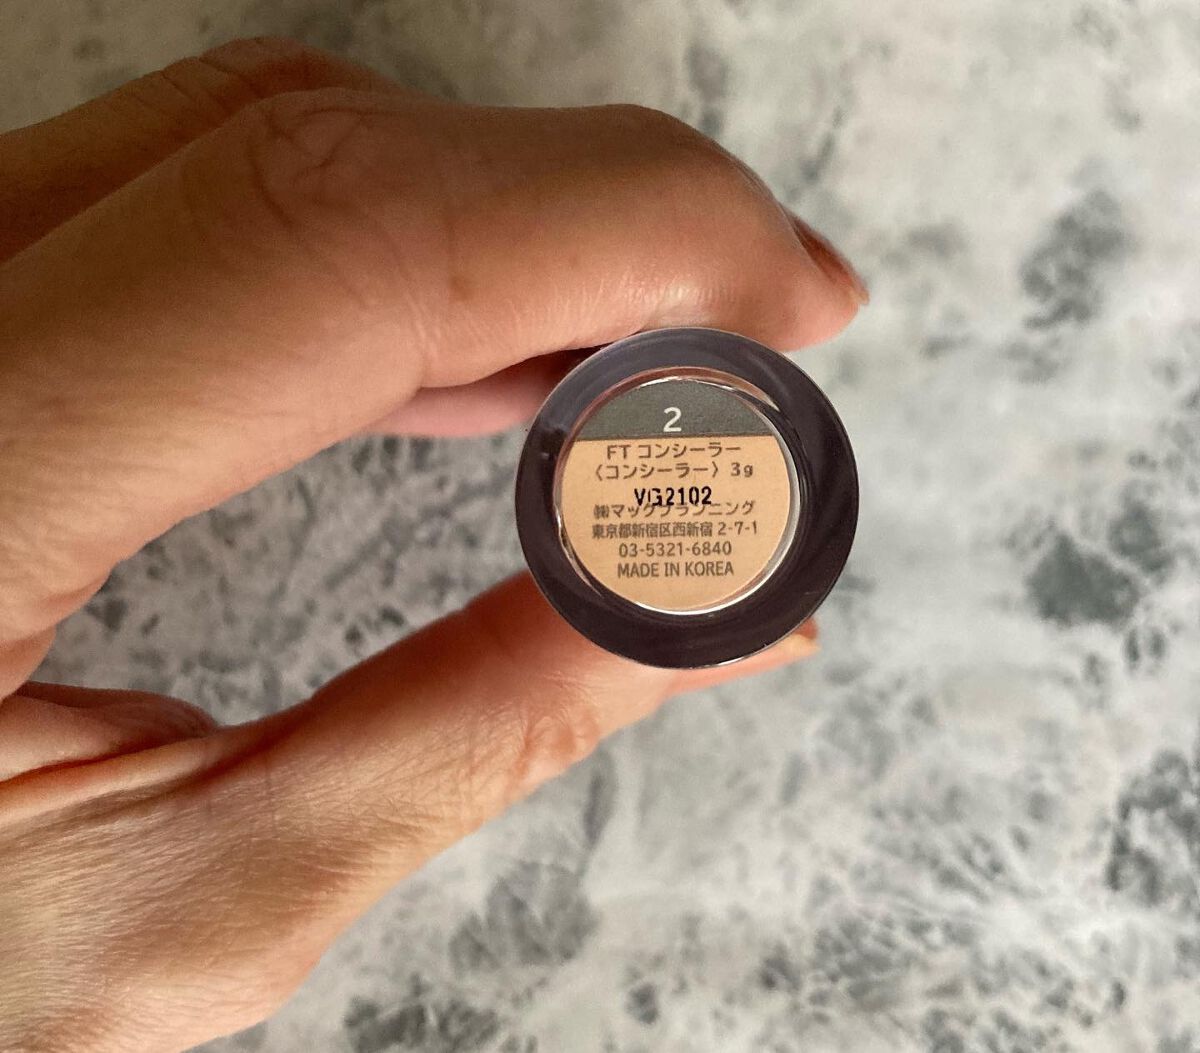 2
FT コンシーラー
〈コンシーラー〉 3g
VG2102
㈱マックプランニング
東京都新宿区西新宿 2-7-1
03-5321-6840
MADE IN KOREA